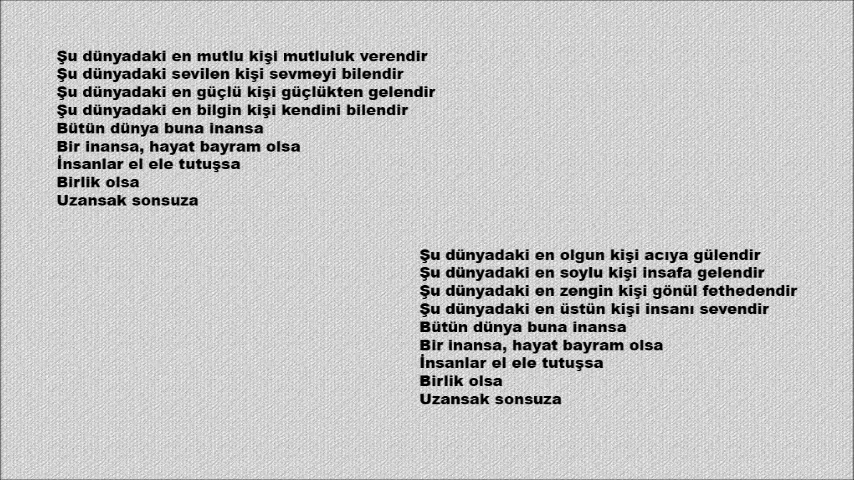 Şu dünyadaki en mutlu kişi mutluluk verendir
Şu dünyadaki sevilen kişi sevmeyi bilendir
Şu dünyadaki en güçlü kişi güçlükten gelendir
Şu dünyadaki en bilgin kişi kendini bilendir
Bütün dünya buna inansa
Bir inansa, hayat bayram olsa
İnsanlar el ele tutuşsa
Birlik olsa
Uzansak sonsuza
Şu dünyadaki en olgun kişi acıya gülendir
Şu dünyadaki en soylu kişi insafa gelendir
Şu dünyadaki en zengin kişi gönül fethedendir
Şu dünyadaki en üstün kişi insanı sevendir
Bütün dünya buna inansa
Bir inansa, hayat bayram olsa
İnsanlar el ele tutuşsa
Birlik olsa
Uzansak sonsuza